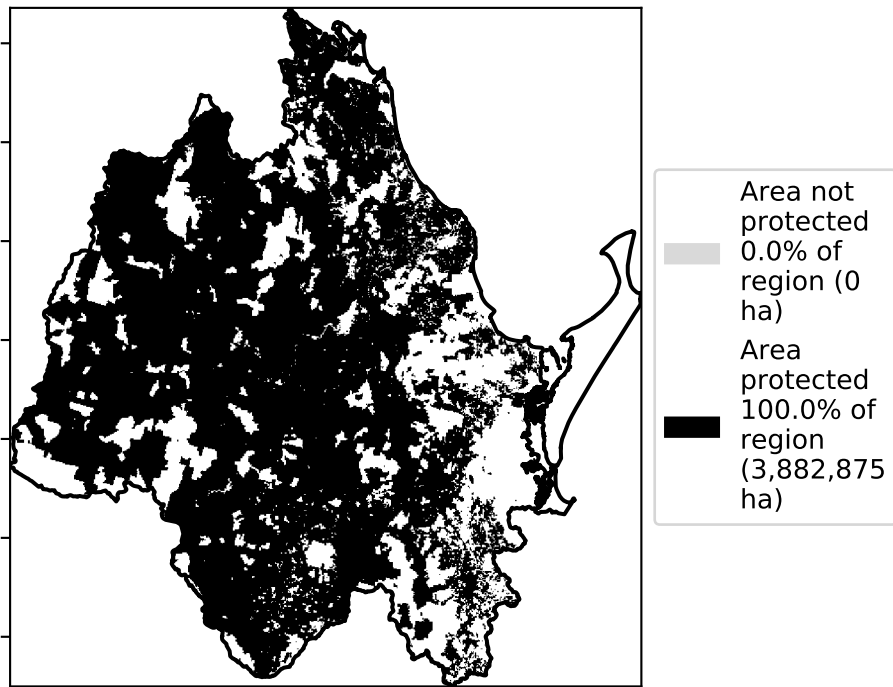 Area not
protected
0.0% of
region (0
ha)
Area
protected
100.0% of
region
(3,882,875
ha)